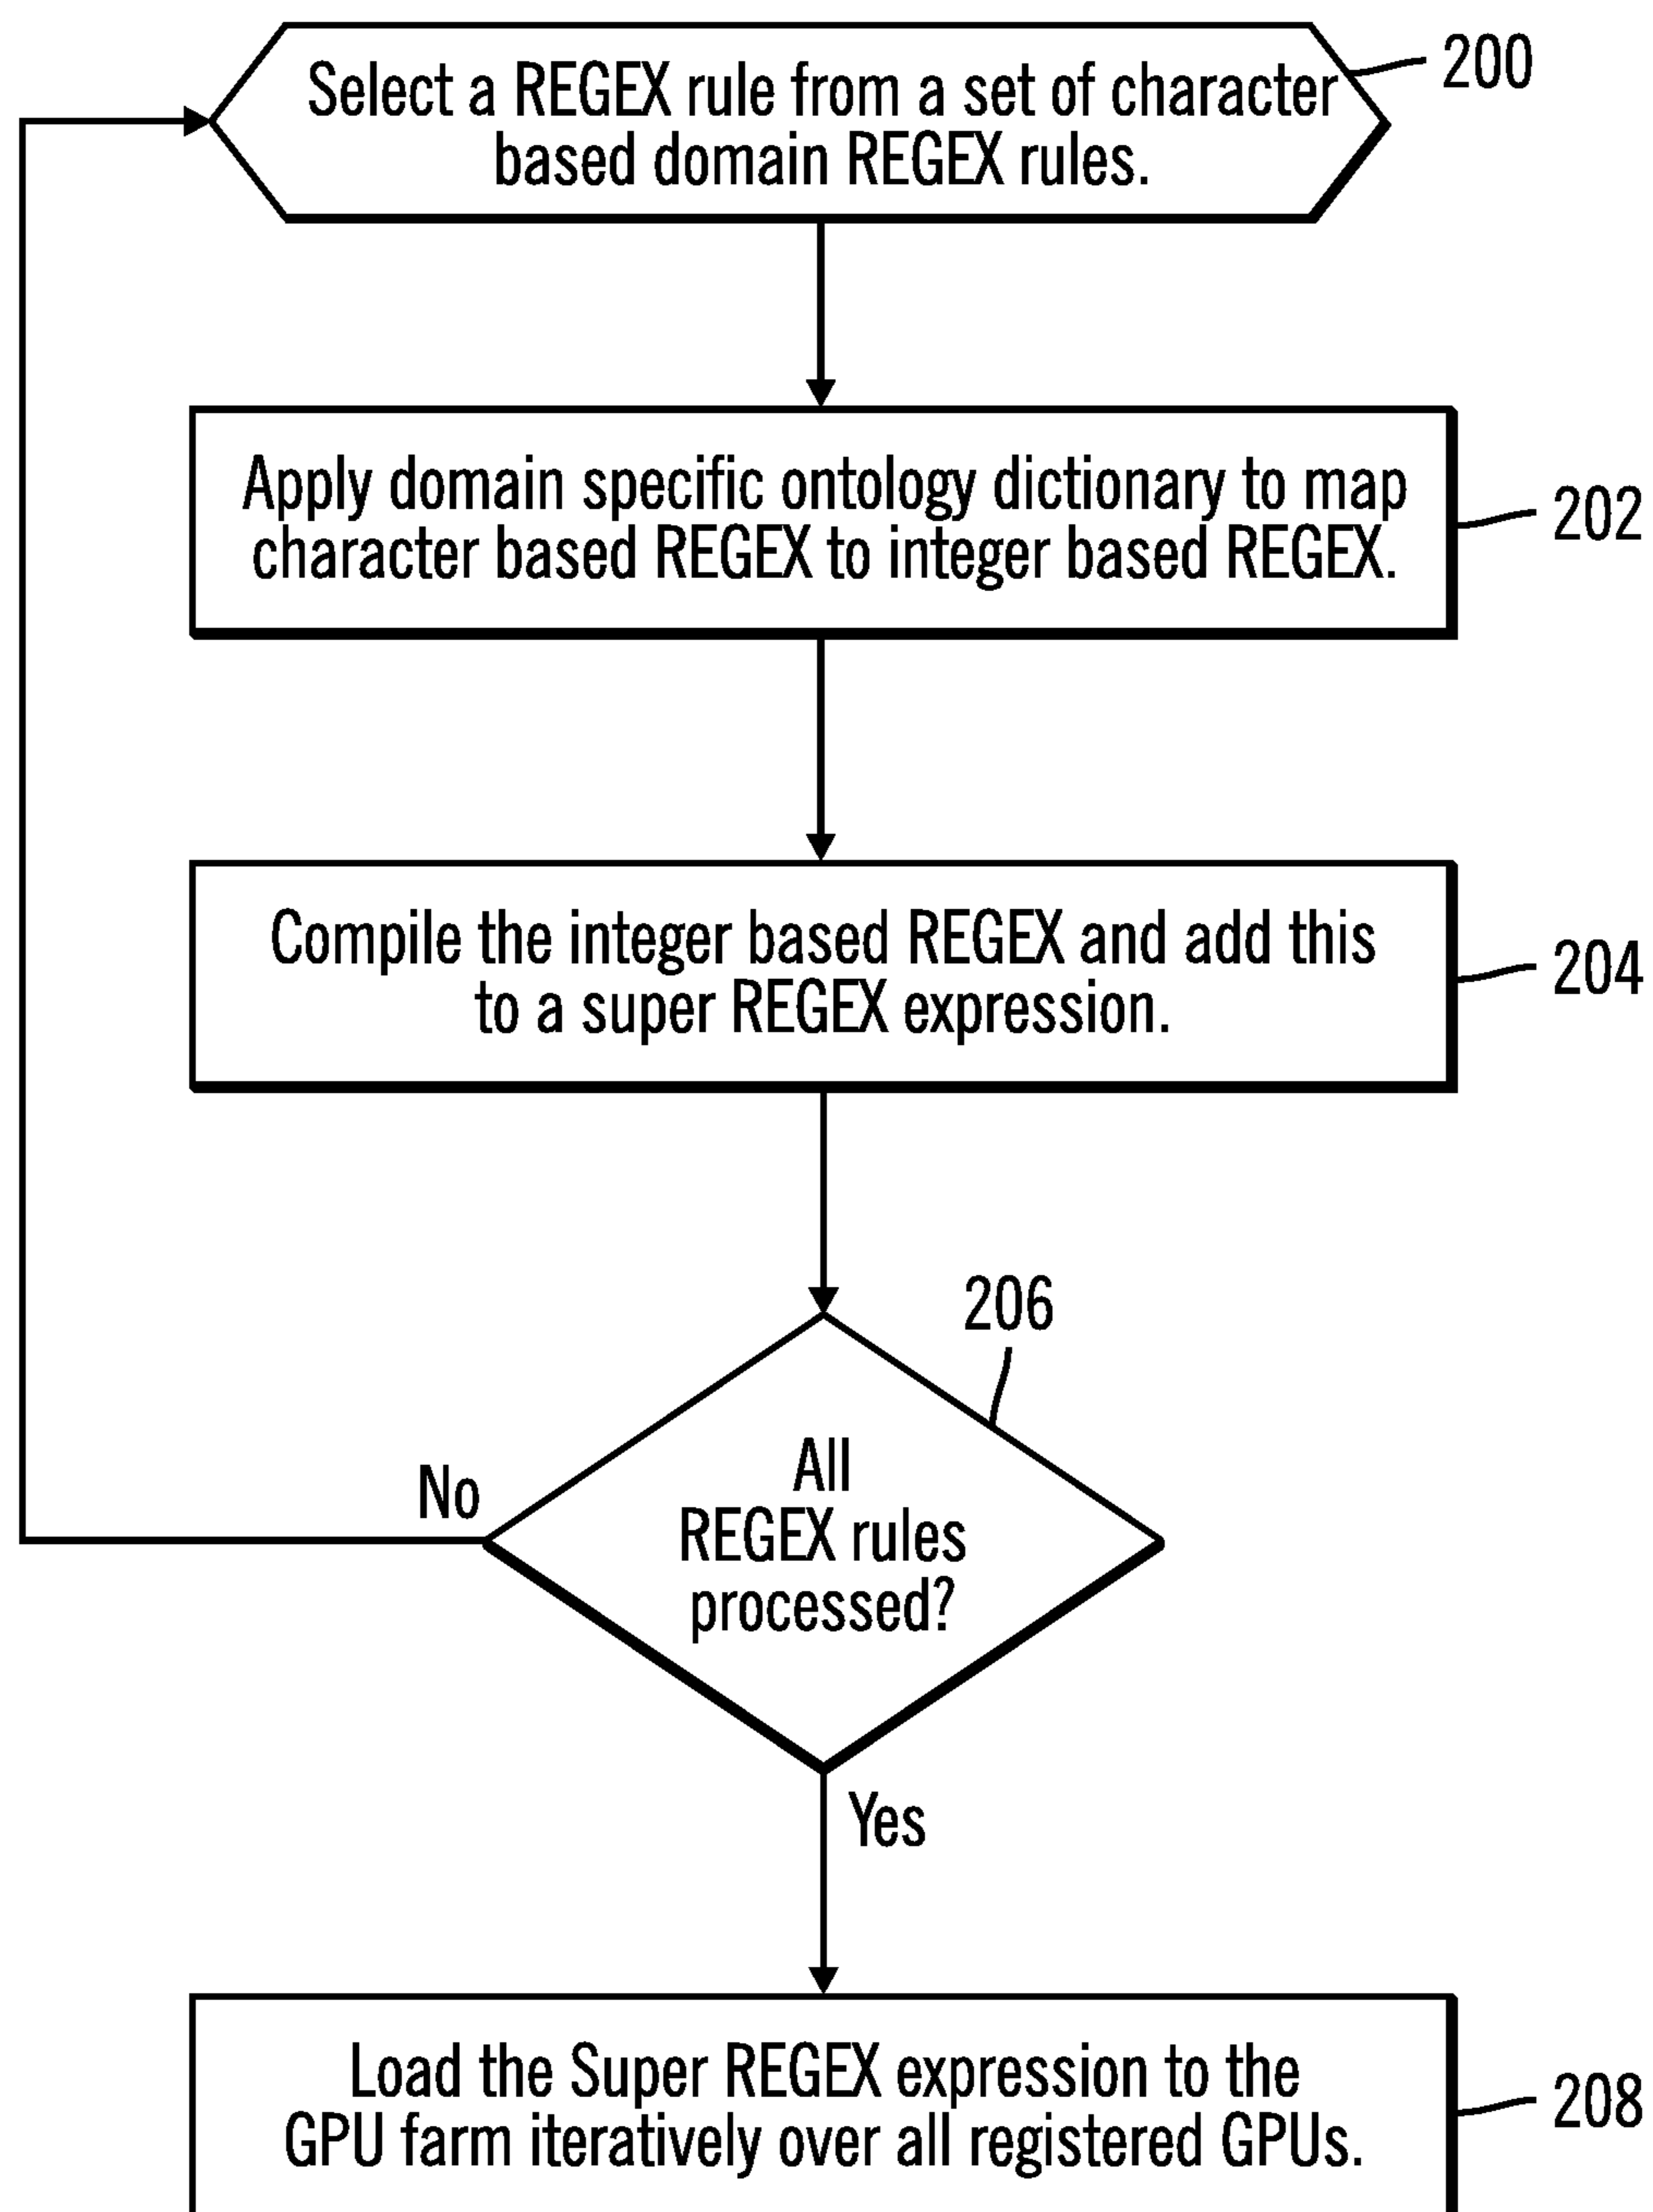 Select a REGEX rule from a set of character
based domain REGEX rules.
200
Apply domain specific ontology dictionary to map
character based REGEX to integer based REGEX.
202
Compile the integer based REGEX and add this
to a super REGEX expression.
204
206
All
REGEX rules
processed?
No
Yes
Load the Super REGEX expression to the
GPU farm iteratively over all registered GPUs.
208